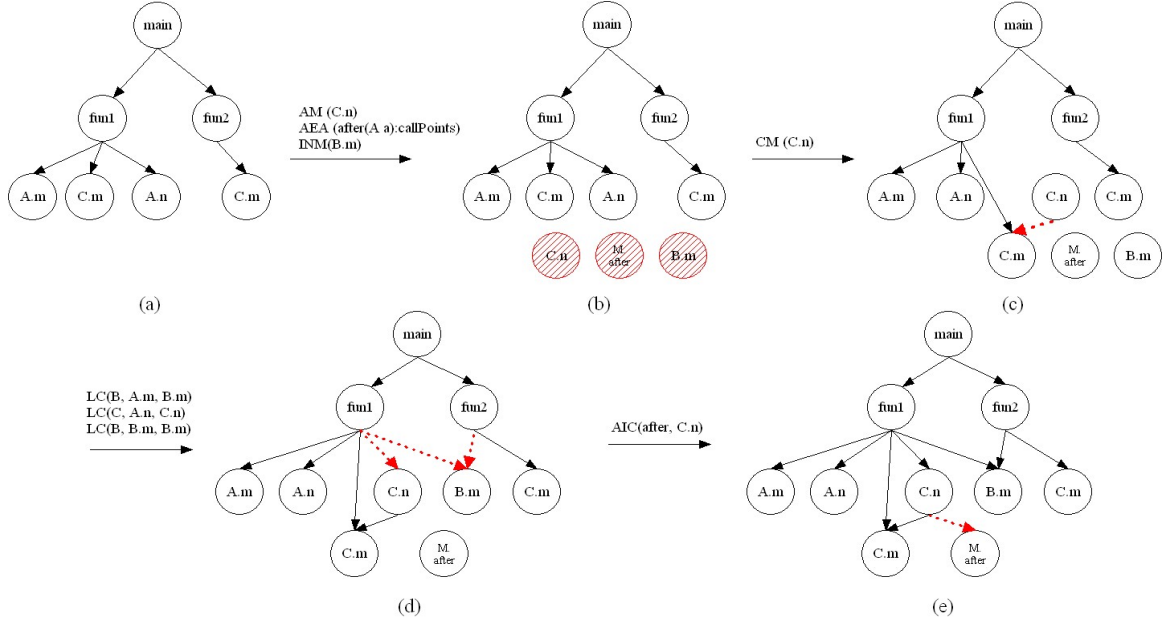 main
fun1
fun2
A.m
C.m
A.n
C.m
(a)
AM (C.n)
AEA (after(A a):callPoints)
INM(B.m)
main
fun1
fun2
A.m
C.m
A.n
C.m
C.n
M.
after
B.m
(b)
CM (C.n)
main
fun1
fun2
A.m
A.n
C.n
C.m
C.m
M.
after
B.m
(c)
LC(B, A.m, B.m)
LC(C, A.n, C.n)
LC(B, B.m, B.m)
main
fun1
fun2
A.m
A.n
C.n
B.m
C.m
C.m
M.
after
(d)
AIC(after, C.n)
main
fun1
fun2
A.m
A.n
C.n
B.m
C.m
C.m
M.
after
(e)